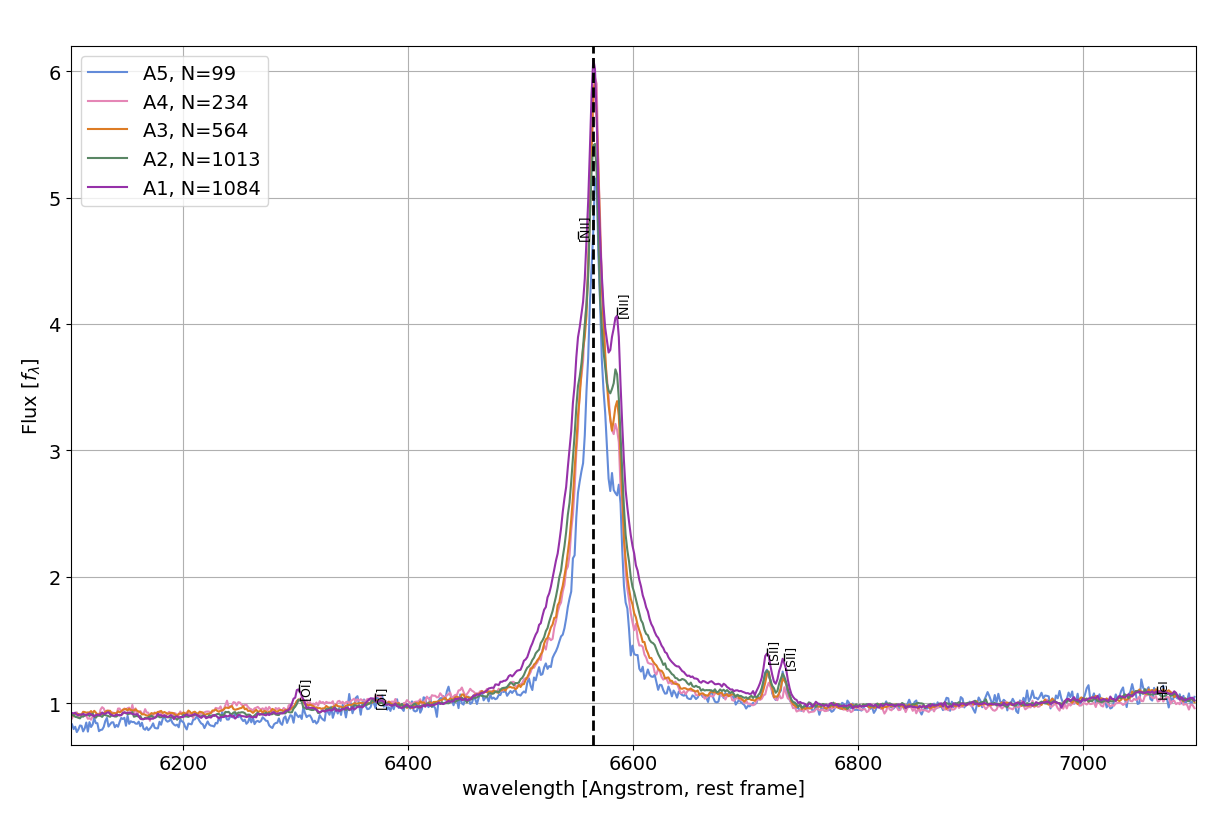 A5, N=99
A4, N=234
A3, N=564
A2, N=1013
A1, N=1084
6
5
4
3
2
1
Flux [fλ]
[NII]
[NII]
[OI]
[OI]
[SII]
[SII]
HeI
6200 6400 6600 6800 7000
wavelength [Angstrom, rest frame]